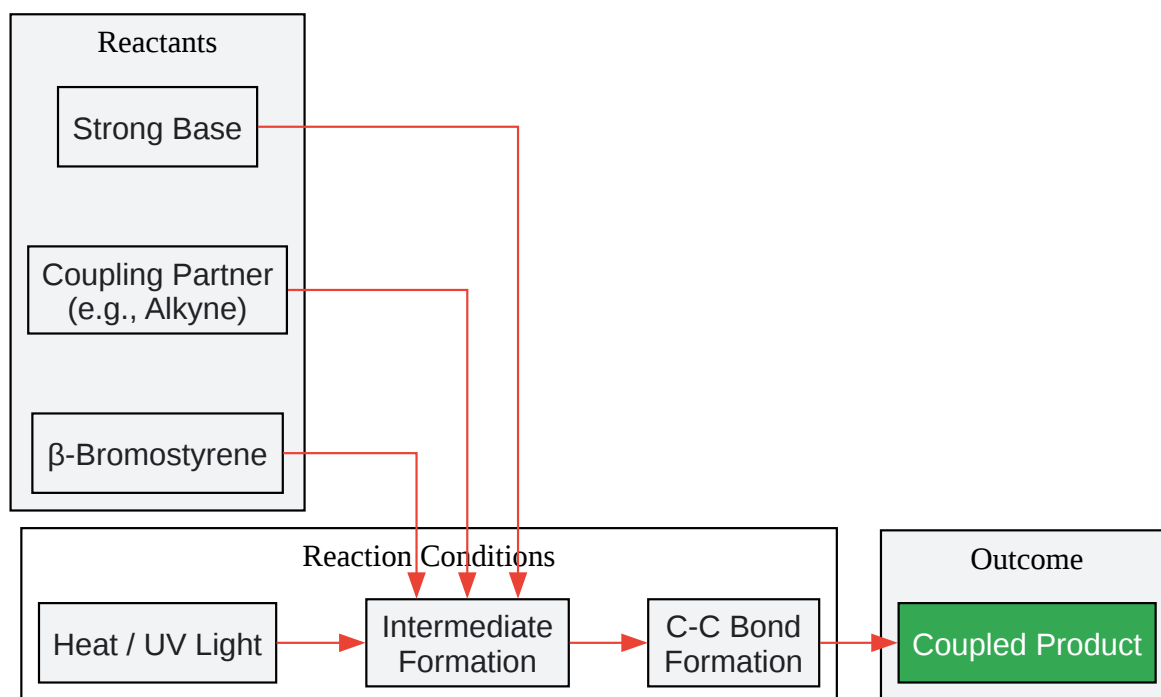 Reactants
Strong Base
Coupling Partner
(e.g., Alkyne)
β-Bromostyrene
Reaction Conditions
Heat / UV Light
Intermediate
Formation
C-C Bond
Formation
Outcome
Coupled Product